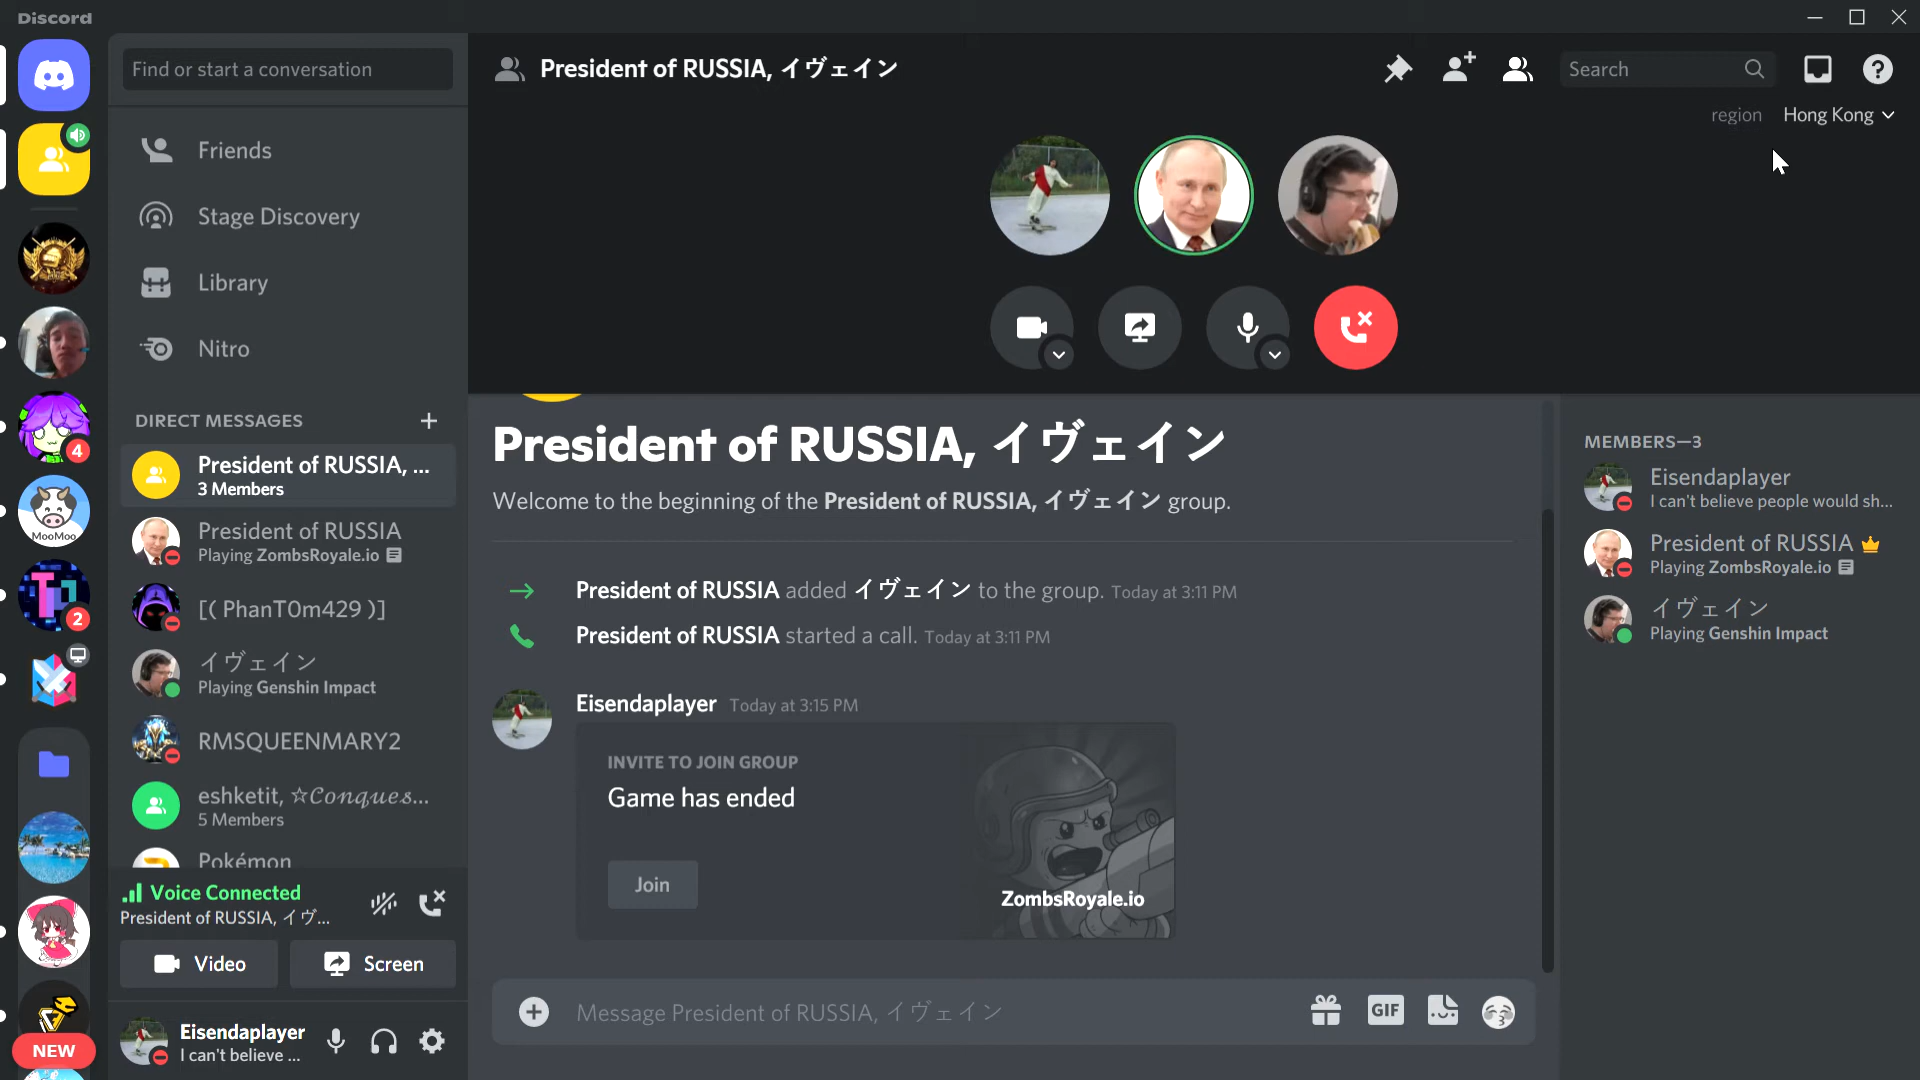 Discord
Find or start a conversation
Friends
Stage Discovery
Library
Nitro
DIRECT MESSAGES
President of RUSSIA, ...
3 Members
President of RUSSIA
Playing ZombsRoyale.io
[( PhanT0m429 )]
イヴェイン
Playing Genshin Impact
RMSQUEENMARY2
eshketit, ☆𝓒𝓸𝓷𝓺𝓾𝓮𝓼...
5 Members
Pokémon
Voice Connected
President of RUSSIA, イヴ...
Video
Screen
Eisendaplayer
I can't believe ...
4
MooMoo
2
NEW
President of RUSSIA, イヴェイン
Search
region Hong Kong
President of RUSSIA, イヴェイン
Welcome to the beginning of the President of RUSSIA, イヴェイン group.
President of RUSSIA added イヴェイン to the group. Today at 3:11 PM
President of RUSSIA started a call. Today at 3:11 PM
Eisendaplayer Today at 3:15 PM
INVITE TO JOIN GROUP
Game has ended
Join
ZombsRoyale.io
Message President of RUSSIA, イヴェイン
GIF
MEMBERS—3
Eisendaplayer
I can't believe people would sh...
President of RUSSIA
Playing ZombsRoyale.io
イヴェイン
Playing Genshin Impact